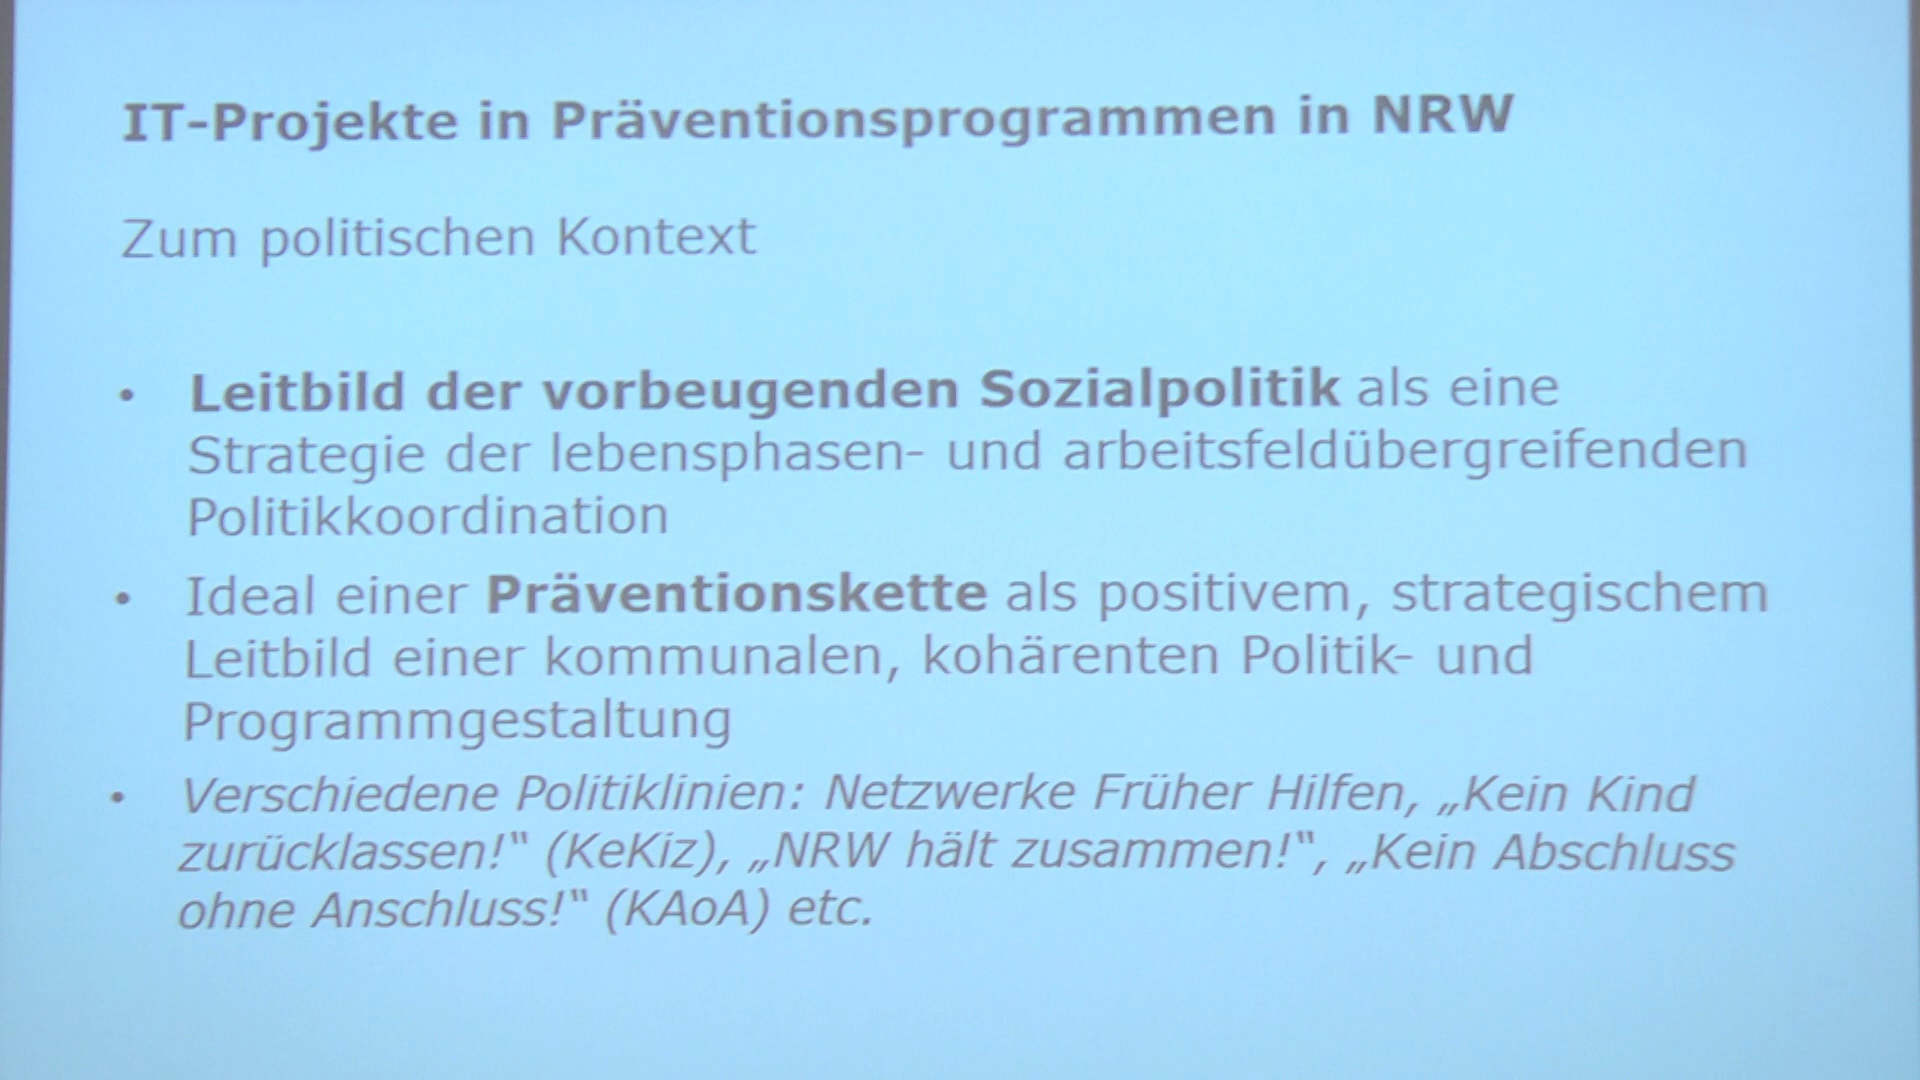 IT-Projekte in Präventionsprogrammen in NRW
Zum politischen Kontext
• Leitbild der vorbeugenden Sozialpolitik als eine
Strategie der lebensphasen- und arbeitsfeldübergreifenden
Politikkoordination
• Ideal einer Präventionskette als positivem, strategischem
Leitbild einer kommunalen, kohärenten Politik- und
Programmgestaltung
• Verschiedene Politiklinien: Netzwerke Früher Hilfen, „Kein Kind
zurücklassen!" (KeKiz), „NRW hält zusammen!", „Kein Abschluss
ohne Anschluss!" (KAoA) etc.